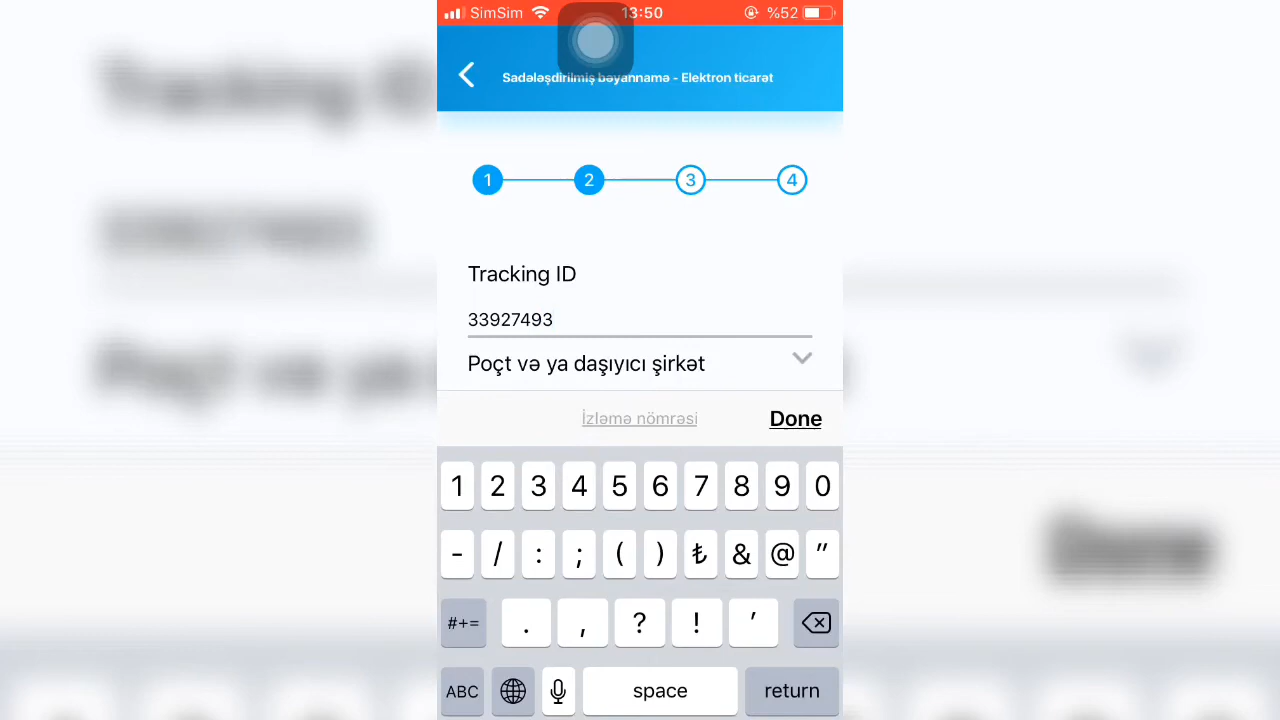 SimSim 13:50 %52
Sadələşdirilmiş bəyannamə - Elektron ticarət
1 2 3 4
Tracking ID
33927493
Poçt və ya daşıyıcı şirkət
İzləmə nömrəsi Done
1 2 3 4 5 6 7 8 9 0
- / : ; ( ) ₺ & @ "
#+= . , ? ! '
ABC space return